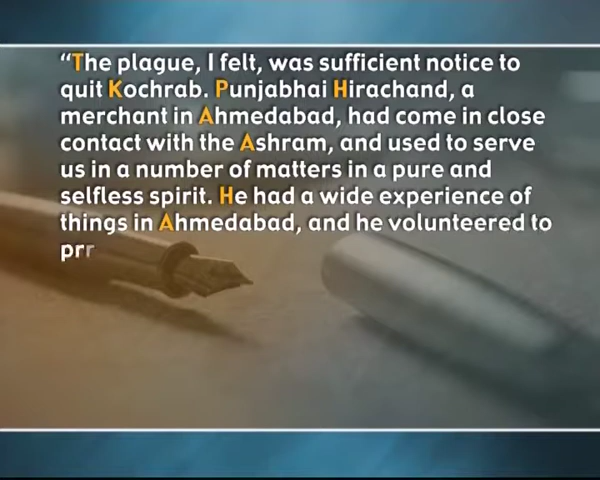 “The plague, I felt, was sufficient notice to
quit Kochrab. Punjabhai Hirachand, a
merchant in Ahmedabad, had come in close
contact with the Ashram, and used to serve
us in a number of matters in a pure and
selfless spirit. He had a wide experience of
things in Ahmedabad, and he volunteered to
prr